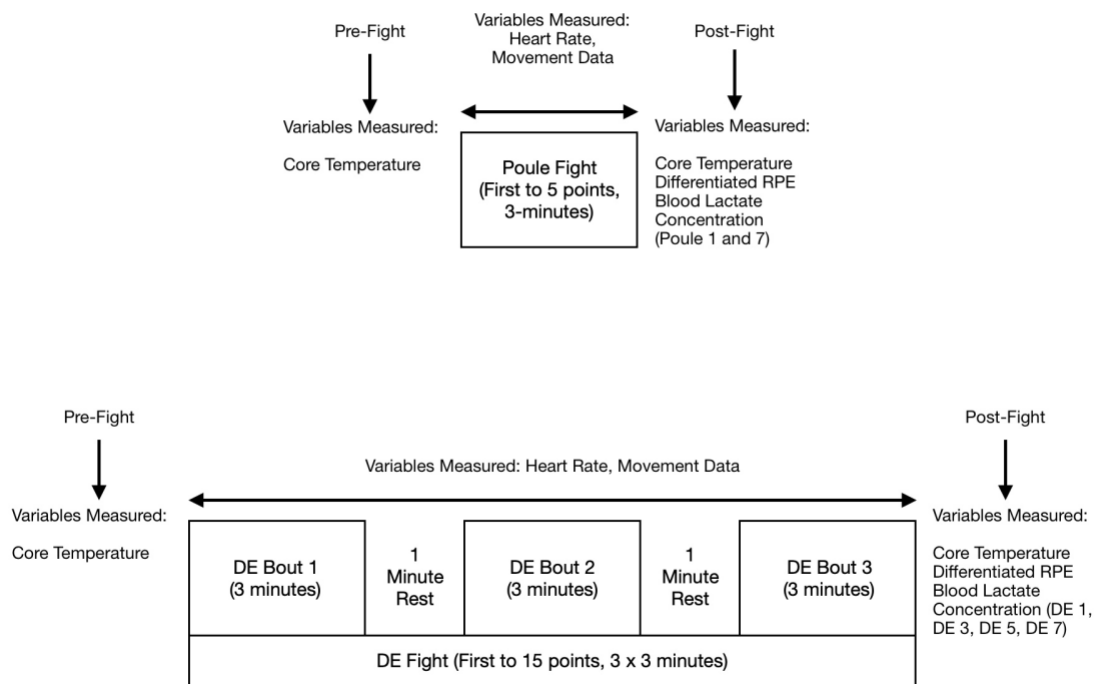 Pre-Fight
Variables Measured:
Heart Rate,
Movement Data
Post-Fight
Variables Measured:
Core Temperature
Poule Fight
(First to 5 points,
3-minutes)
Variables Measured:
Core Temperature
Differentiated RPE
Blood Lactate
Concentration
(Poule 1 and 7)
Pre-Fight
Post-Fight
Variables Measured: Heart Rate, Movement Data
Variables Measured:
Core Temperature
DE Bout 1
(3 minutes)
1
Minute
Rest
DE Bout 2
(3 minutes)
1
Minute
Rest
DE Bout 3
(3 minutes)
Variables Measured:
Core Temperature
Differentiated RPE
Blood Lactate
Concentration (DE 1,
DE 3, DE 5, DE 7)
DE Fight (First to 15 points, 3 x 3 minutes)